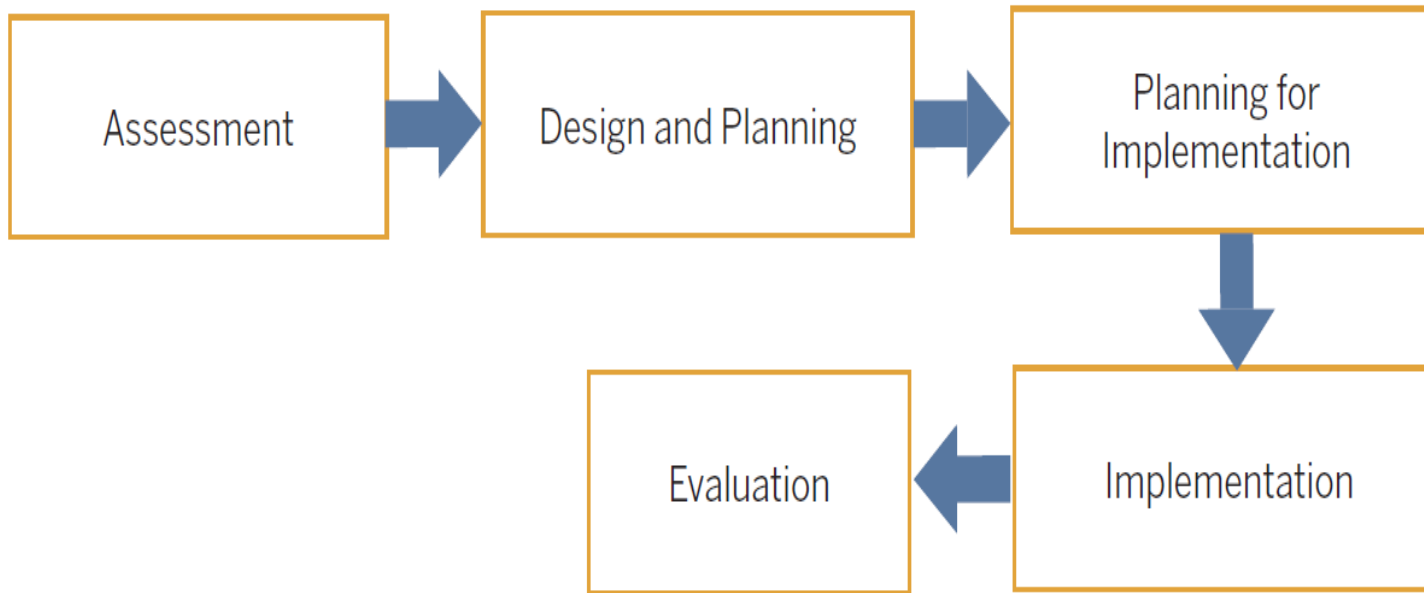 Assessment
Design and Planning
Planning for
Implementation
Evaluation
Implementation